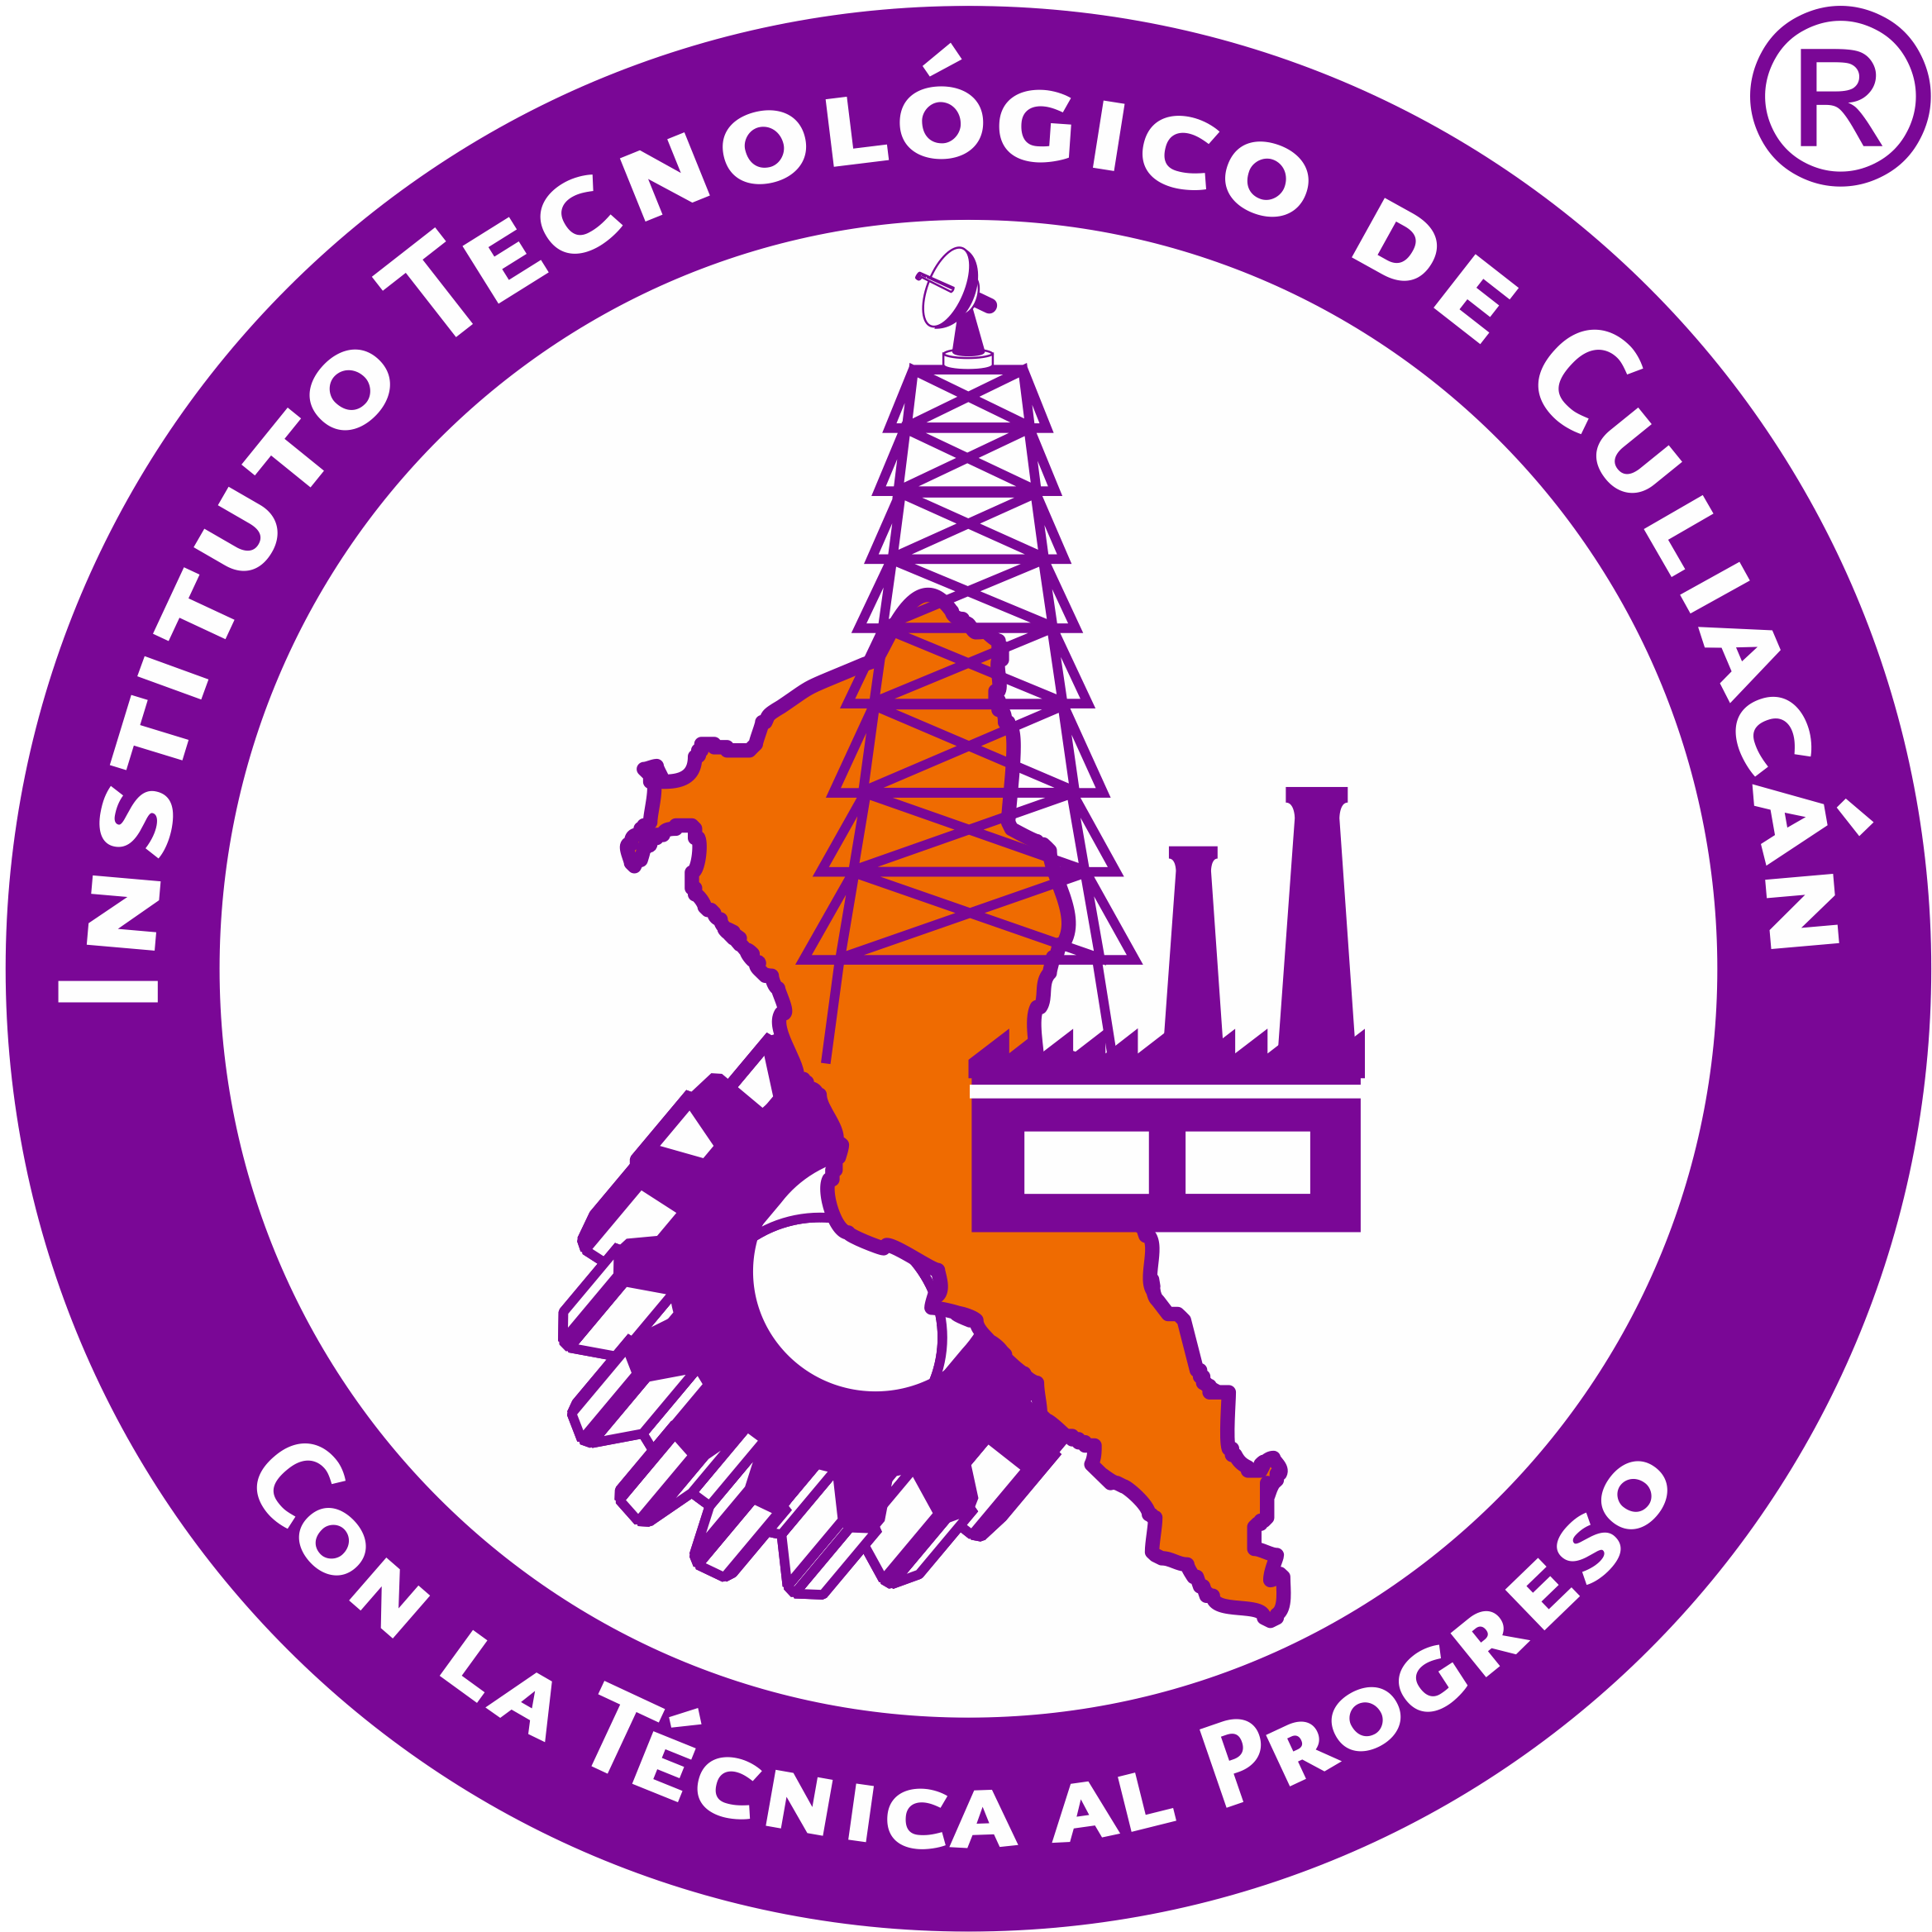 INSTITUTO TECNOLÓGICO DE CULIACÁN
®
CON LA TÉCNICA AL PROGRESO